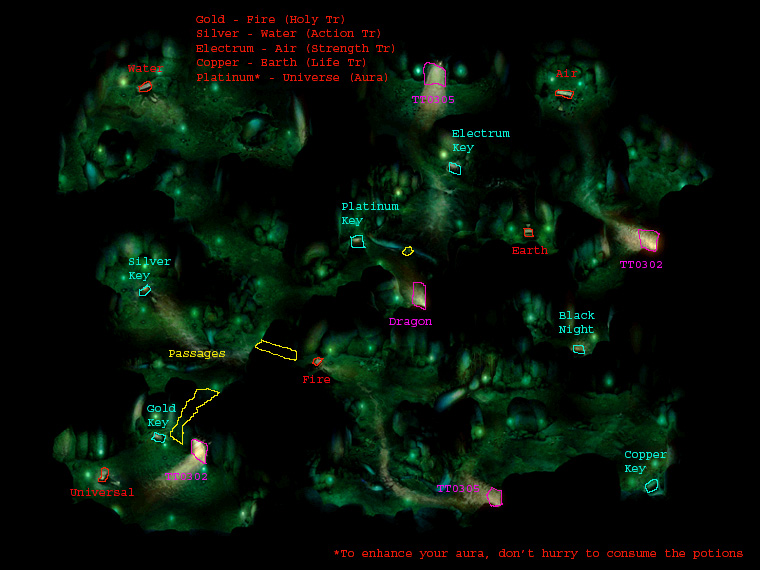 Gold - Fire (Holy Tr)
Silver - Water (Action Tr)
Electrum - Air (Strength Tr)
Copper - Earth (Life Tr)
Platinum* - Universe (Aura)
Water
Air
TT0305
Electrum
Key
Platinum
Key
Earth
TT0302
Silver
Key
Dragon
Black
Night
Passages
Fire
Gold
Key
Copper
Key
Universal
*To enhance your aura, don't hurry to consume the potions